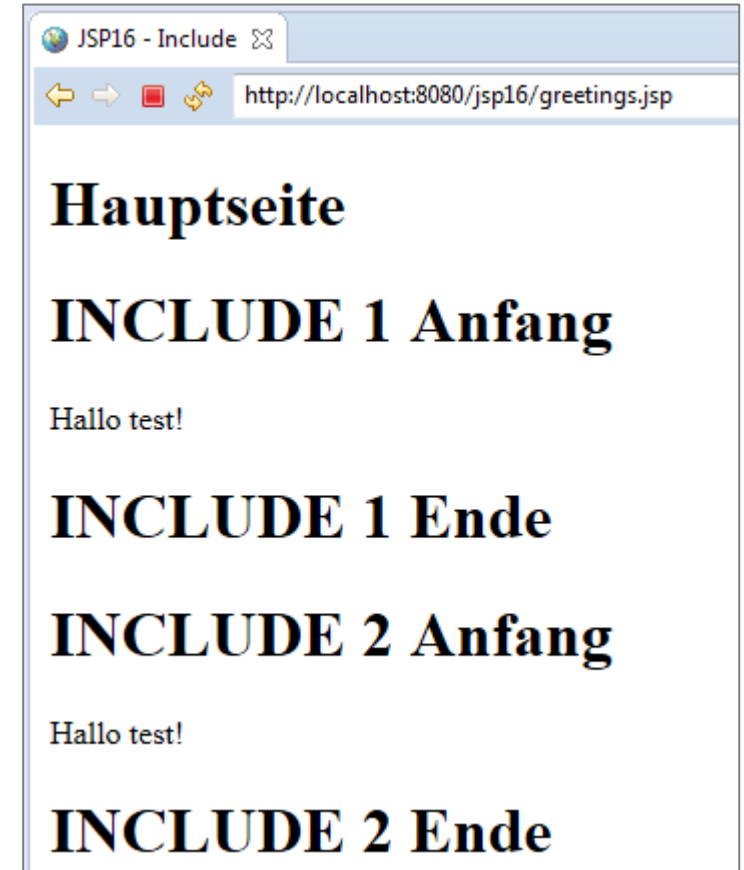 JSP16 - Include
http://localhost:8080/jsp16/greetings.jsp
Hauptseite
INCLUDE 1 Anfang
Hallo test!
INCLUDE 1 Ende
INCLUDE 2 Anfang
Hallo test!
INCLUDE 2 Ende